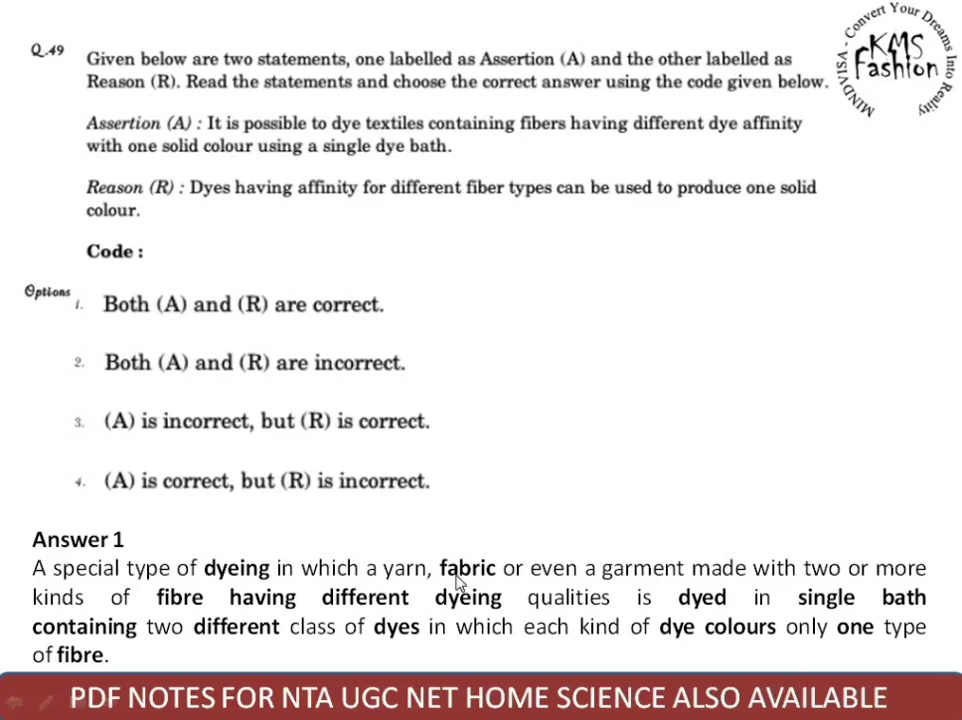 Q.49
Given below are two statements, one labelled as Assertion (A) and the other labelled as
Reason (R). Read the statements and choose the correct answer using the code given below.
Assertion (A) : It is possible to dye textiles containing fibers having different dye affinity
with one solid colour using a single dye bath.
Reason (R) : Dyes having affinity for different fiber types can be used to produce one solid
colour.
Code :
Options
1. Both (A) and (R) are correct.
2. Both (A) and (R) are incorrect.
3. (A) is incorrect, but (R) is correct.
4. (A) is correct, but (R) is incorrect.
Answer 1
A special type of dyeing in which a yarn, fabric or even a garment made with two or more
kinds of fibre having different dyeing qualities is dyed in single bath
containing two different class of dyes in which each kind of dye colours only one type
of fibre.
PDF NOTES FOR NTA UGC NET HOME SCIENCE ALSO AVAILABLE
MINDVISA - Convert Your Dreams Into Reality
KMS
Fashion